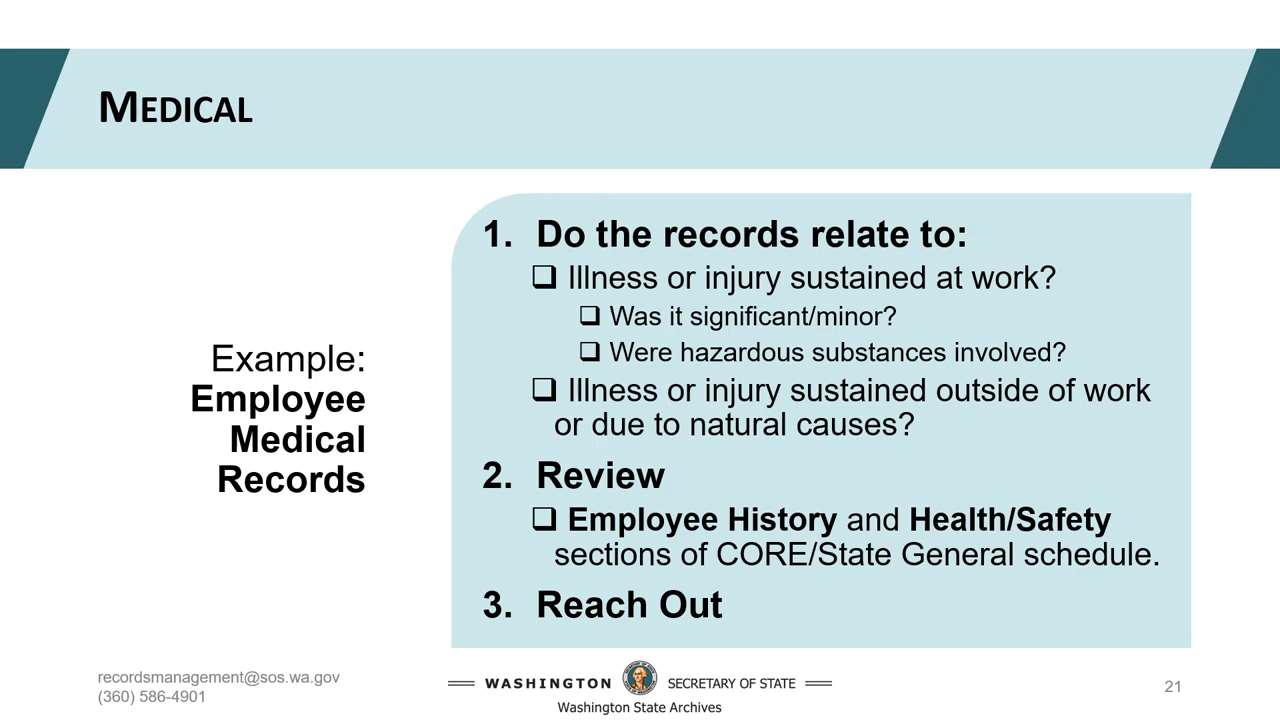 MEDICAL
Example:
Employee
Medical
Records
1. Do the records relate to:
❑ Illness or injury sustained at work?
❑ Was it significant/minor?
❑ Were hazardous substances involved?
❑ Illness or injury sustained outside of work
or due to natural causes?
2. Review
❑ Employee History and Health/Safety
sections of CORE/State General schedule.
3. Reach Out
recordsmanagement@sos.wa.gov
(360) 586-4901
WASHINGTON SECRETARY OF STATE
Washington State Archives
21